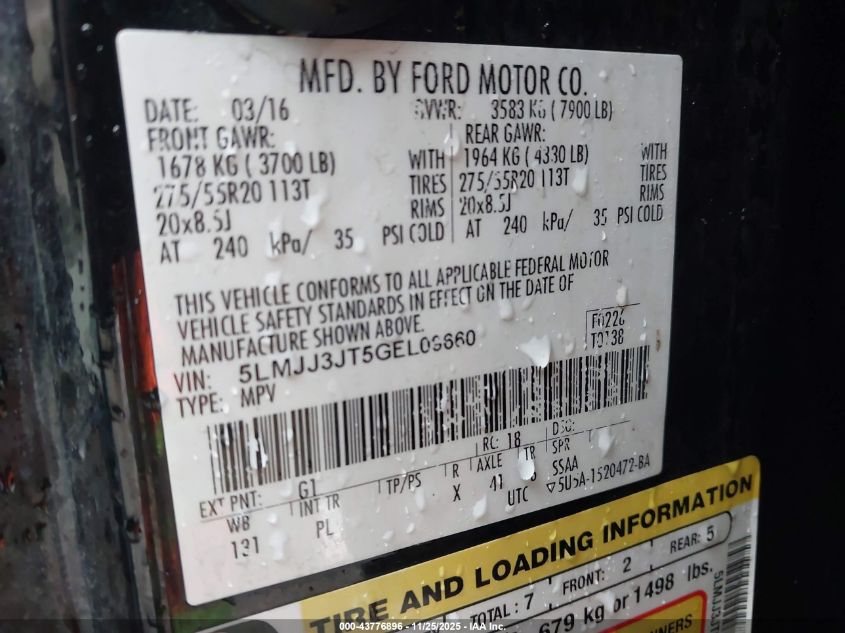 MFD. BY FORD MOTOR CO.
DATE: 03/16 GVWR: 3583 KG ( 7900 LB)
FRONT GAWR: REAR GAWR:
1678 KG ( 3700 LB) WITH 1964 KG ( 4330 LB) WITH
275/55R20 113T TIRES 275/55R20 113T TIRES
20x8.5J RIMS 20x8.5J RIMS
AT 240 kPa/ 35 PSI COLD AT 240 kPa/ 35 PSI COLD
THIS VEHICLE CONFORMS TO ALL APPLICABLE FEDERAL MOTOR
VEHICLE SAFETY STANDARDS IN EFFECT ON THE DATE OF
MANUFACTURE SHOWN ABOVE.
F0226
T0138
VIN: 5LMJJ3JT5GEL09660
TYPE: MPV
EXT PNT: G1 RC: 18 DSO:
WB INT TR TP/PS R AXLE TR SPR
131 PL X 41 SSAA
UTC ▽5U5A-1520472-BA
TIRE AND LOADING INFORMATION
TOTAL : 7 FRONT: 2 REAR: 5
679 kg or 1498 lbs.
000-43776896 - 11/25/2025 - IAA Inc.